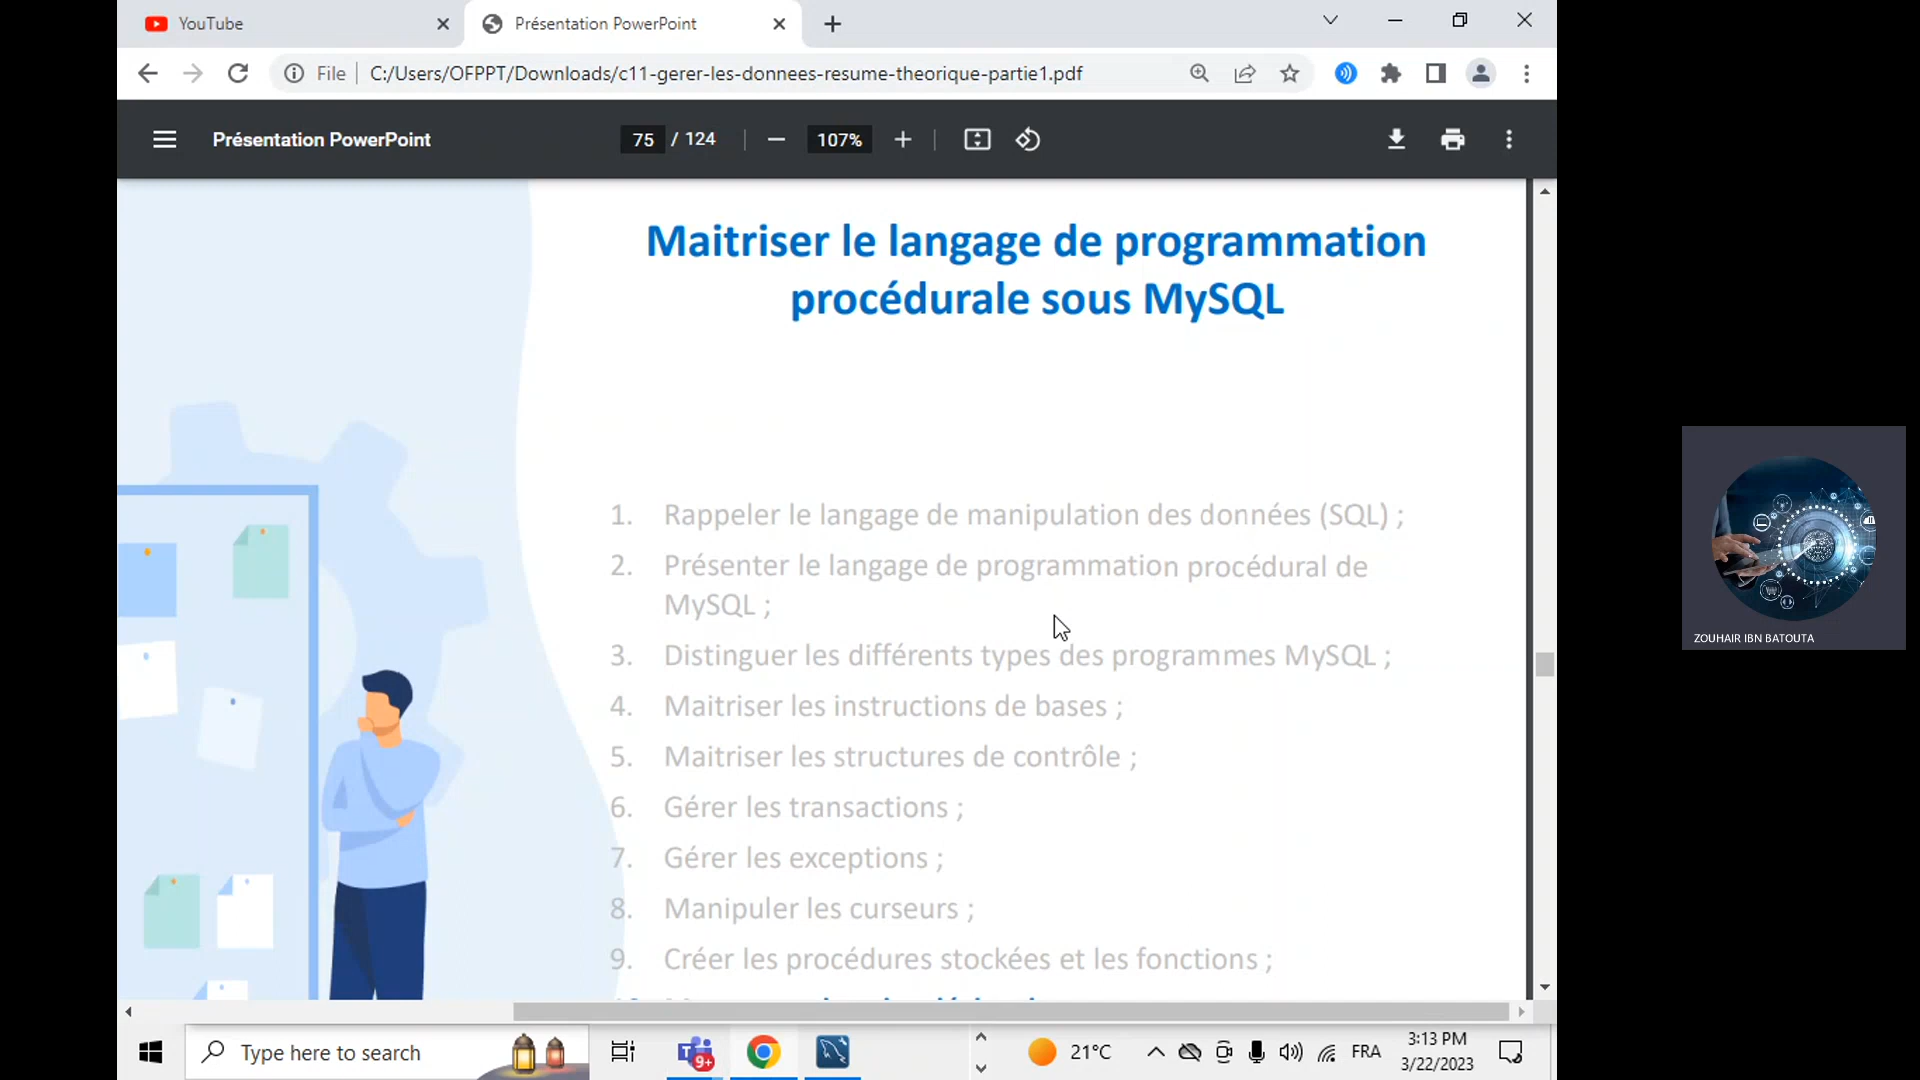 YouTube
Présentation PowerPoint
File
C:/Users/OFPPT/Downloads/c11-gerer-les-donnees-resume-theorique-partie1.pdf
Présentation PowerPoint
75 / 124
107%
Maitriser le langage de programmation
procédurale sous MySQL
1. Rappeler le langage de manipulation des données (SQL) ;
2. Présenter le langage de programmation procédural de
MySQL ;
3. Distinguer les différents types des programmes MySQL ;
4. Maitriser les instructions de bases ;
5. Maitriser les structures de contrôle ;
6. Gérer les transactions ;
7. Gérer les exceptions ;
8. Manipuler les curseurs ;
9. Créer les procédures stockées et les fonctions ;
ZOUHAIR IBN BATOUTA
Type here to search
9+
21°C
FRA
3:13 PM
3/22/2023